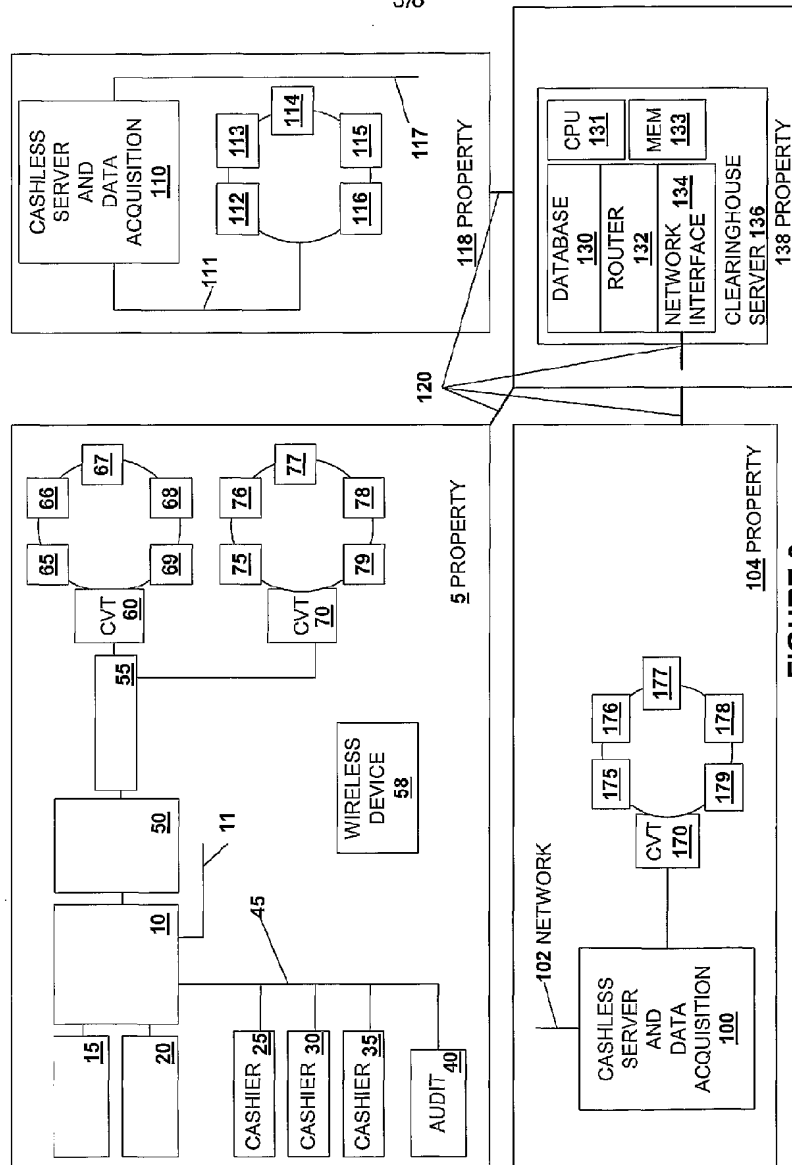 15
20
10
50
55
11
45
CASHIER 25
CASHIER 30
CASHIER 35
AUDIT 40
CVT
60
65
66
67
68
69
CVT
70
75
76
77
78
79
WIRELESS
DEVICE
58
5 PROPERTY
CASHLESS
SERVER
AND
DATA
ACQUISITION
110
111
112
113
114
115
116
117
118 PROPERTY
120
102 NETWORK
CASHLESS
SERVER
AND
DATA
ACQUISITION
100
CVT
170
175
176
177
178
179
104 PROPERTY
DATABASE
130
ROUTER
132
NETWORK
INTERFACE 134
CPU
131
MEM
133
CLEARINGHOUSE
SERVER 136
138 PROPERTY
FIGURE